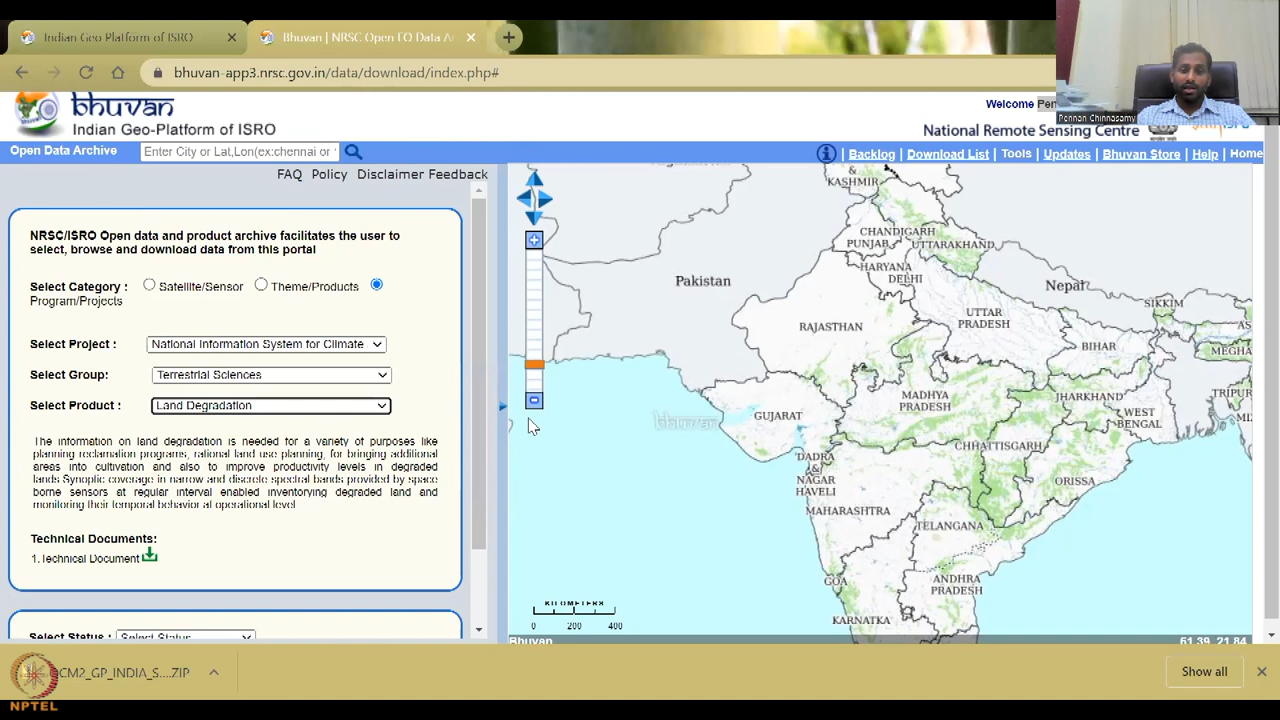 Indian Geo Platform of ISRO
Bhuvan | NRSC Open EO Data Ar
bhuvan-app3.nrsc.gov.in/data/download/index.php#
Pennan Chinnasamy
bhuvan
Indian Geo-Platform of ISRO
Welcome Pen
National Remote Sensing Centre
Open Data Archive
Enter City or Lat,Lon(ex:chennai or
Backlog | Download List | Tools | Updates | Bhuvan Store | Help | Home
FAQ Policy Disclaimer Feedback
NRSC/ISRO Open data and product archive facilitates the user to
select, browse and download data from this portal
Select Category : Satellite/Sensor Theme/Products
Program/Projects
Select Project : National Information System for Climate
Select Group: Terrestrial Sciences
Select Product : Land Degradation
The information on land degradation is needed for a variety of purposes like
planning reclamation programs, rational land use planning, for bringing additional
areas into cultivation and also to improve productivity levels in degraded
lands Synoptic coverage in narrow and discrete spectral bands provided by space
borne sensors at regular interval enabled inventorying degraded land and
monitoring their temporal behavior at operational level
Technical Documents:
1.Technical Document
Select Status : Select Status
&
KASHMIR
CHANDIGARH
PUNJAB
UTTARAKHAND
HARYANA
DELHI
Pakistan
Nepal
SIKKIM
RAJASTHAN
UTTAR
PRADESH
AS
BIHAR
MEGHA
GUJARAT
MADHYA
PRADESH
JHARKHAND
TRIPUR
WEST
BENGAL
MIZ
bhuvan
CHHATTISGARH
DADRA
&
NAGAR
HAVELI
ORISSA
MAHARASHTRA
TELANGANA
GOA
ANDHRA
PRADESH
KARNATKA
KILOMETERS
0 200 400
Bhuvan
61.39, 21.84
OCM2_GP_INDIA_S....ZIP
Show all
NPTEL